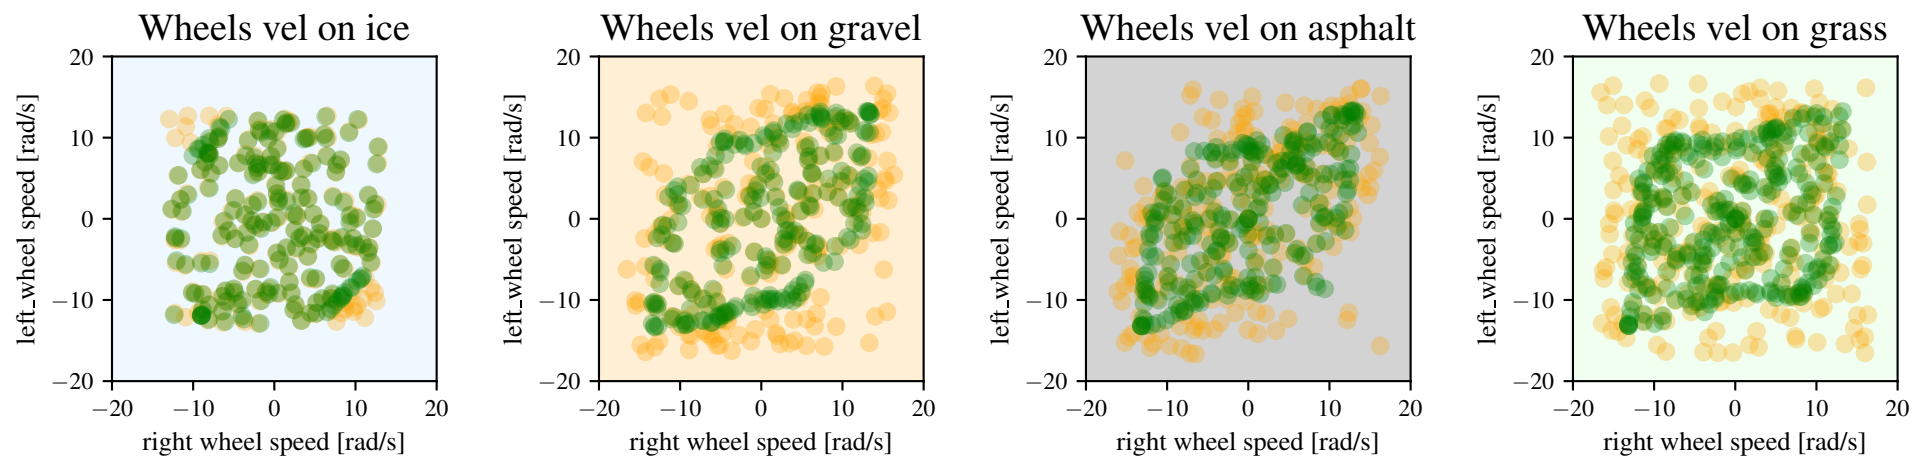 Wheels vel on ice
Wheels vel on gravel
Wheels vel on asphalt
Wheels vel on grass
left_wheel speed [rad/s]
20
10
0
−10
−20
−20 −10 0 10 20
right wheel speed [rad/s]
left_wheel speed [rad/s]
20
10
0
−10
−20
−20 −10 0 10 20
right wheel speed [rad/s]
left_wheel speed [rad/s]
20
10
0
−10
−20
−20 −10 0 10 20
right wheel speed [rad/s]
left_wheel speed [rad/s]
20
10
0
−10
−20
−20 −10 0 10 20
right wheel speed [rad/s]